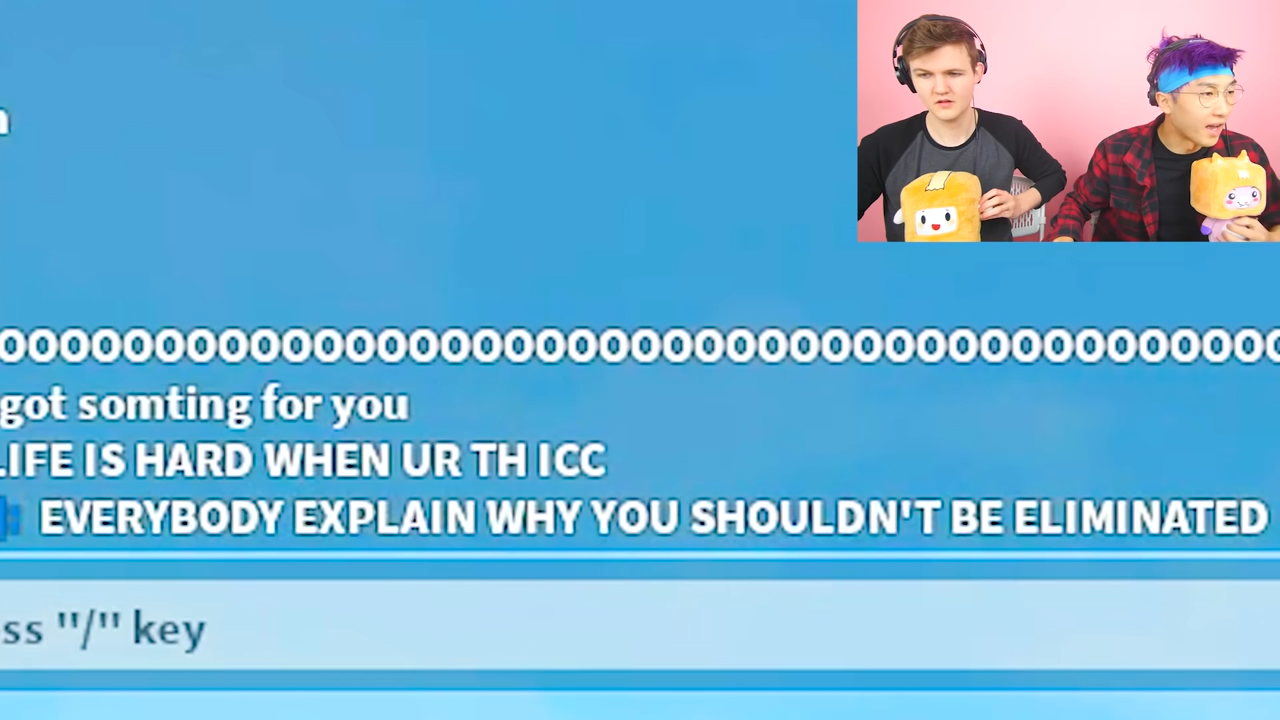 OOOOOOOOOOOOOOOOOOOOOOOOOOOOOOOOOOOOOOOO
got somting for you
LIFE IS HARD WHEN UR TH ICC
EVERYBODY EXPLAIN WHY YOU SHOULDN'T BE ELIMINATED
ss "/" key